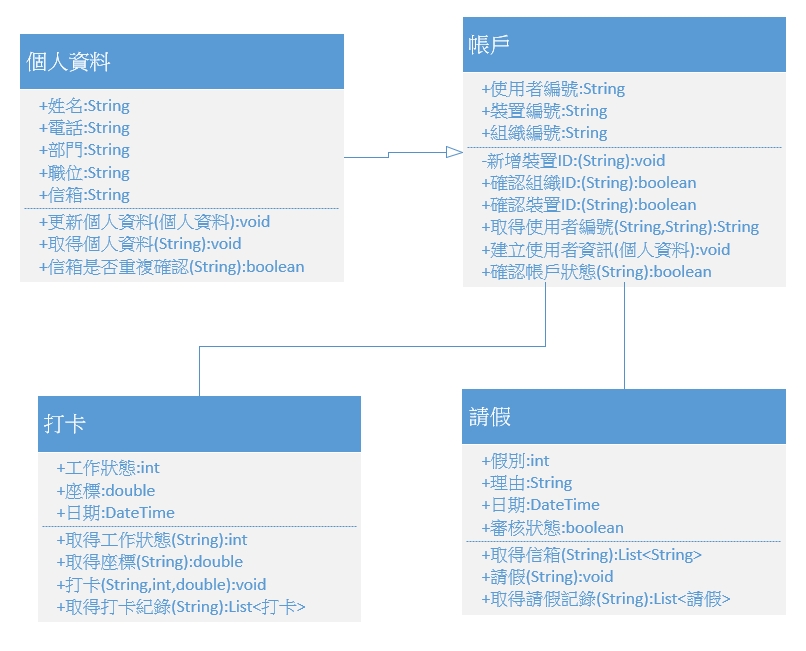 個人資料
+姓名:String
+電話:String
+部門:String
+職位:String
+信箱:String
+更新個人資料(個人資料):void
+取得個人資料(String):void
+信箱是否重複確認(String):boolean
帳戶
+使用者編號:String
+裝置編號:String
+組織編號:String
-新增裝置ID:(String):void
+確認組織ID:(String):boolean
+確認裝置ID:(String):boolean
+取得使用者編號(String,String):String
+建立使用者資訊(個人資料):void
+確認帳戶狀態(String):boolean
打卡
+工作狀態:int
+座標:double
+日期:DateTime
+取得工作狀態(String):int
+取得座標(String):double
+打卡(String,int,double):void
+取得打卡紀錄(String):List<打卡>
請假
+假別:int
+理由:String
+日期:DateTime
+審核狀態:boolean
+取得信箱(String):List<String>
+請假(String):void
+取得請假記錄(String):List<請假>